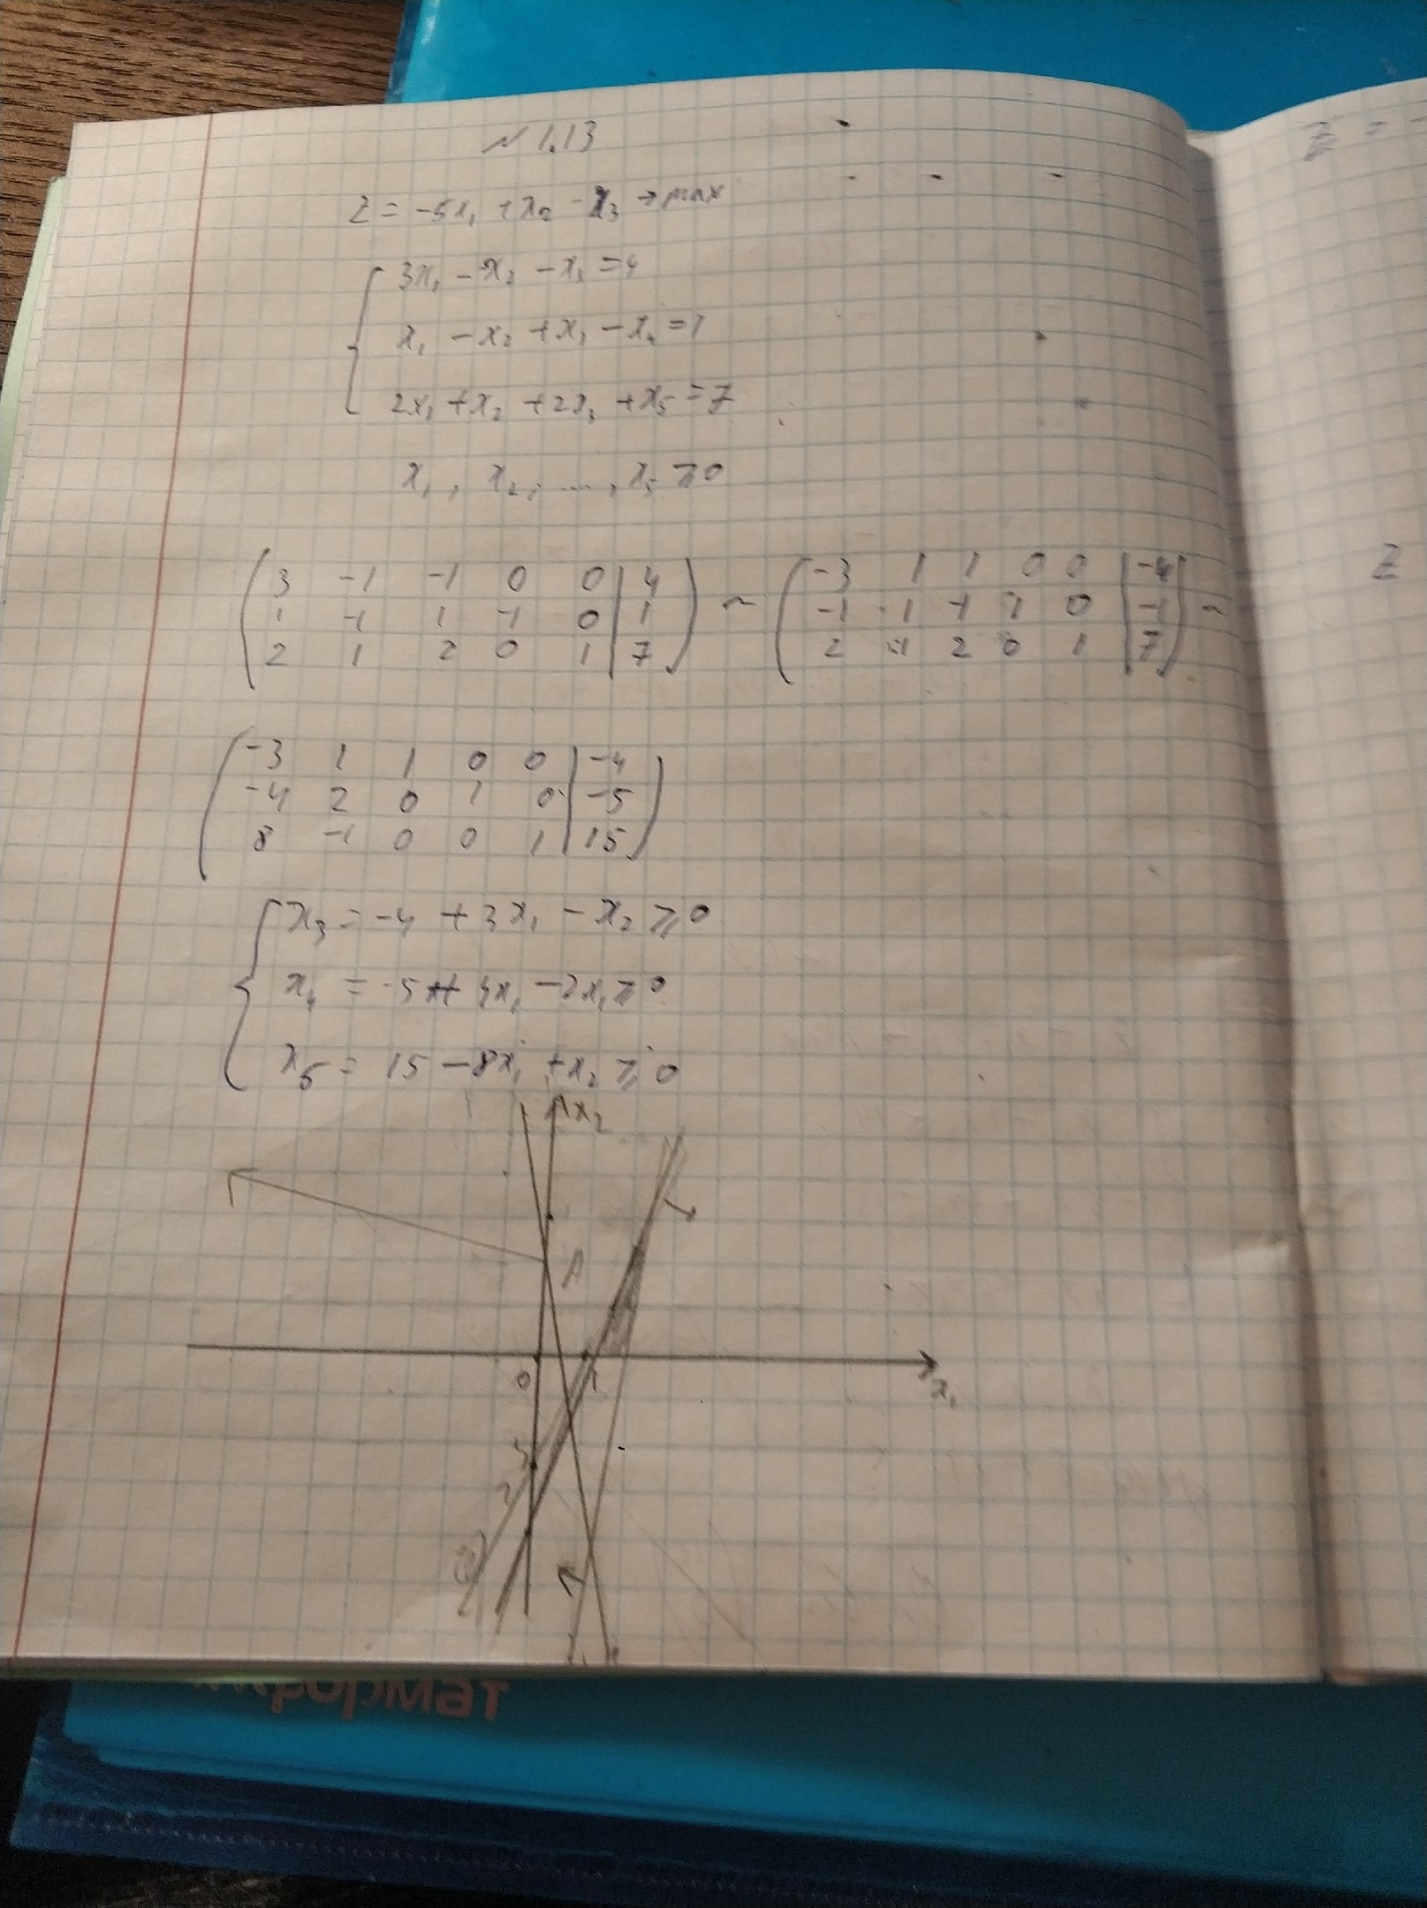 № 1.13
Z = -
Z = -5x₁ + x₂ - x₃ → max
3x₁ - x₂ - x₃ = 4
x₁ - x₂ + x₃ - x₄ = 1
2x₁ + x₂ + 2x₃ + x₅ = 7
x₁, x₂, ..., x₅ ⩾ 0
Z
3 -1 -1 0 0 | 4 ~ -3 1 1 0 0 | -4
1 -1 1 -1 0 | 1 -1 -1 -1 1 0 | -1 ~
2 1 2 0 1 | 7 2 -1 2 0 1 | 7
-3 1 1 0 0 | -4
-4 2 0 1 0 | -5
8 -1 0 0 1 | 15
x₃ = -4 + 3x₁ - x₂ ⩾ 0
x₄ = -5 + 4x₁ - 2x₁ ⩾ 0
x₅ = 15 - 8x₁ + x₂ ⩾ 0
x₂
0 1 x₁
формат